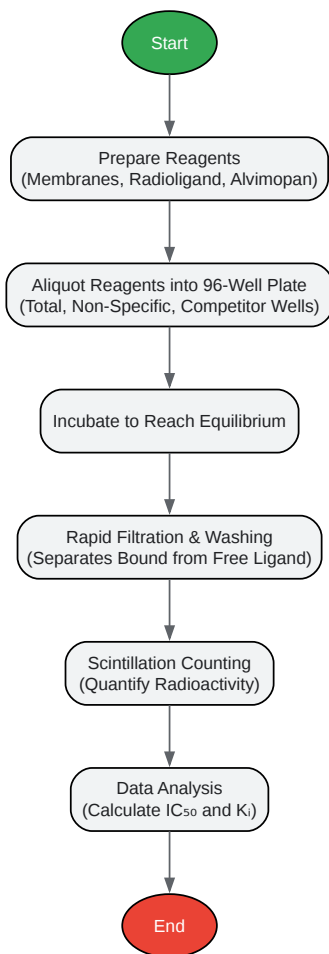 Start
Prepare Reagents
(Membranes, Radioligand, Alvimopan)
Aliquot Reagents into 96-Well Plate
(Total, Non-Specific, Competitor Wells)
Incubate to Reach Equilibrium
Rapid Filtration & Washing
(Separates Bound from Free Ligand)
Scintillation Counting
(Quantify Radioactivity)
Data Analysis
(Calculate IC₅₀ and Kᵢ)
End